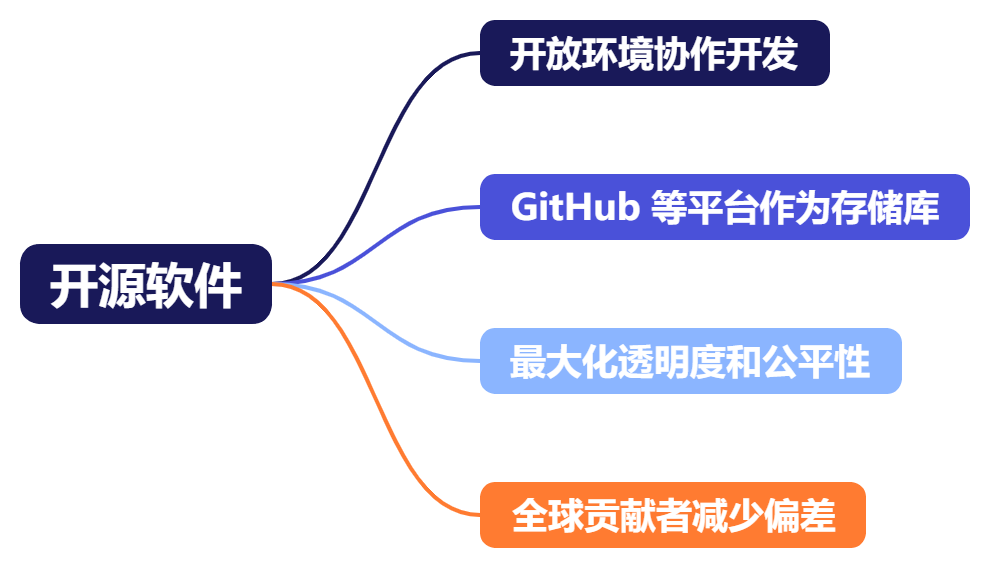 开放环境协作开发
GitHub 等平台作为存储库
开源软件
最大化透明度和公平性
全球贡献者减少偏差